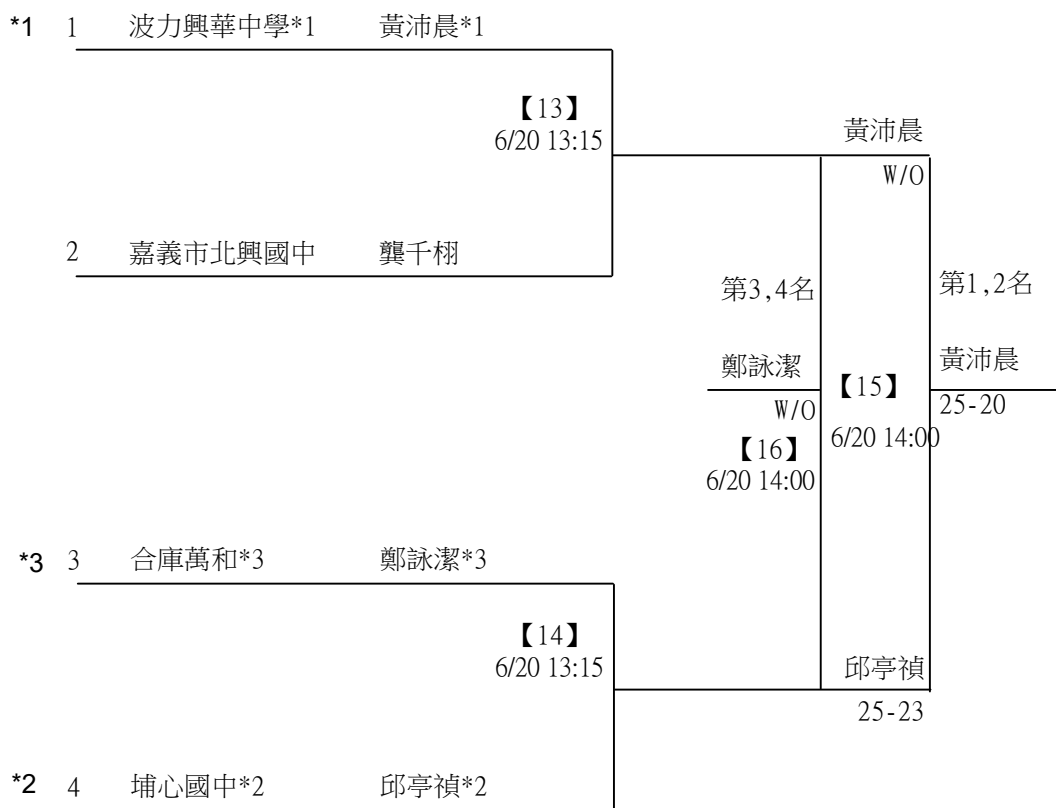 *1 1 波力興華中學*1 黃沛晨*1
【13】
6/20 13:15
黃沛晨
W/O
2 嘉義市北興國中 龔千栩
第3,4名
第1,2名
鄭詠潔
黃沛晨
W/O
【15】
25-20
【16】
6/20 14:00
6/20 14:00
*3 3 合庫萬和*3 鄭詠潔*3
【14】
6/20 13:15
邱亭禎
25-23
*2 4 埔心國中*2 邱亭禎*2